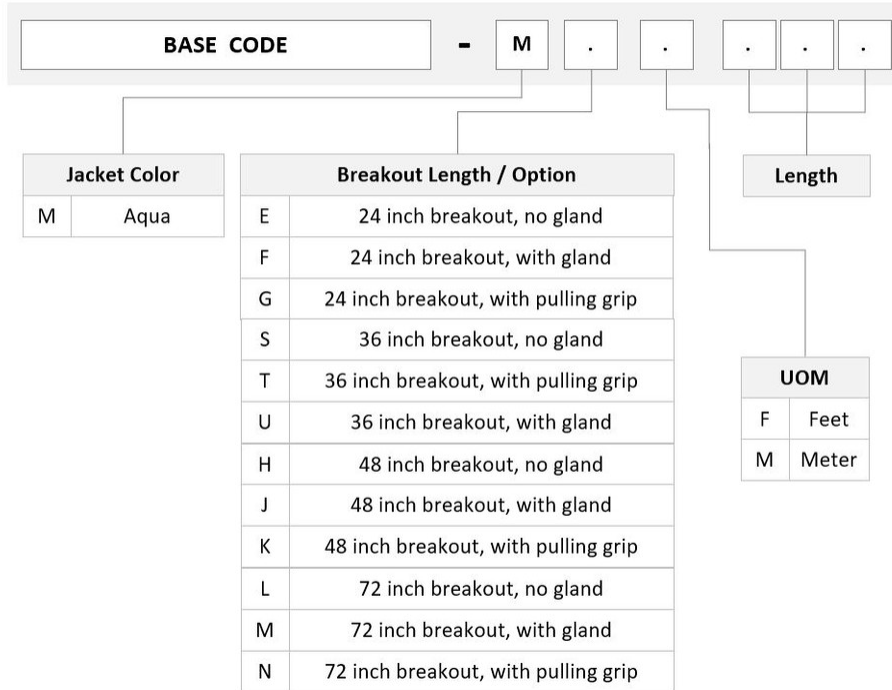 BASE CODE - M . . . . .
Jacket Color
M Aqua
Breakout Length / Option
E 24 inch breakout, no gland
F 24 inch breakout, with gland
G 24 inch breakout, with pulling grip
S 36 inch breakout, no gland
T 36 inch breakout, with pulling grip
U 36 inch breakout, with gland
H 48 inch breakout, no gland
J 48 inch breakout, with gland
K 48 inch breakout, with pulling grip
L 72 inch breakout, no gland
M 72 inch breakout, with gland
N 72 inch breakout, with pulling grip
Length
UOM
F Feet
M Meter